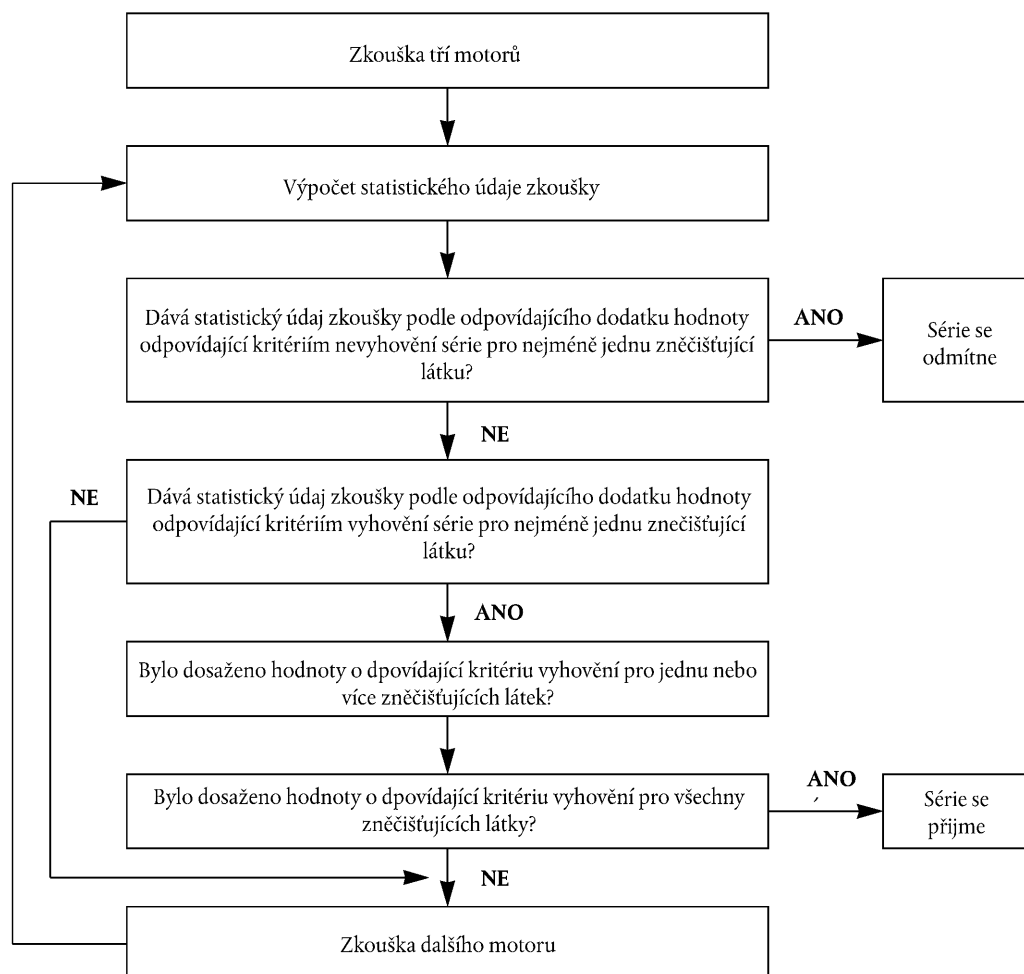 Zkouška tří motorů
Výpočet statistického údaje zkoušky
Dává statistický údaj zkoušky podle odpovídajícího dodatku hodnoty
odpovídající kritériím nevyhovění série pro nejméně jednu zněčišťující
látku?
ANO
Série se
odmítne
NE
NE
Dává statistický údaj zkoušky podle odpovídajícího dodatku hodnoty
odpovídající kritériím vyhovění série pro nejméně jednu znečišťující
látku?
ANO
Bylo dosaženo hodnoty o dpovídající kritériu vyhovění pro jednu nebo
více zněčišťujících látek?
Bylo dosaženo hodnoty o dpovídající kritériu vyhovění pro všechny
zněčišťujících látky?
ANO
Série se
přijme
NE
Zkouška dalšího motoru